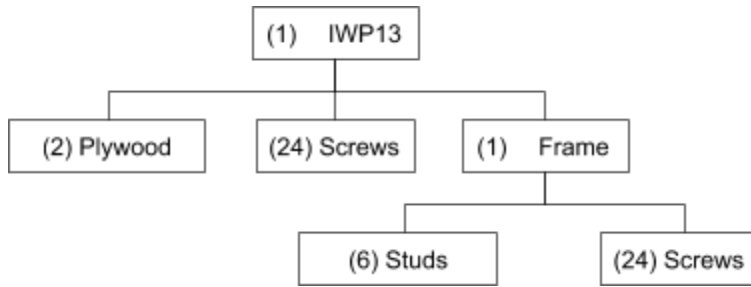 (1) IWP13
(2) Plywood
(24) Screws
(1) Frame
(6) Studs
(24) Screws